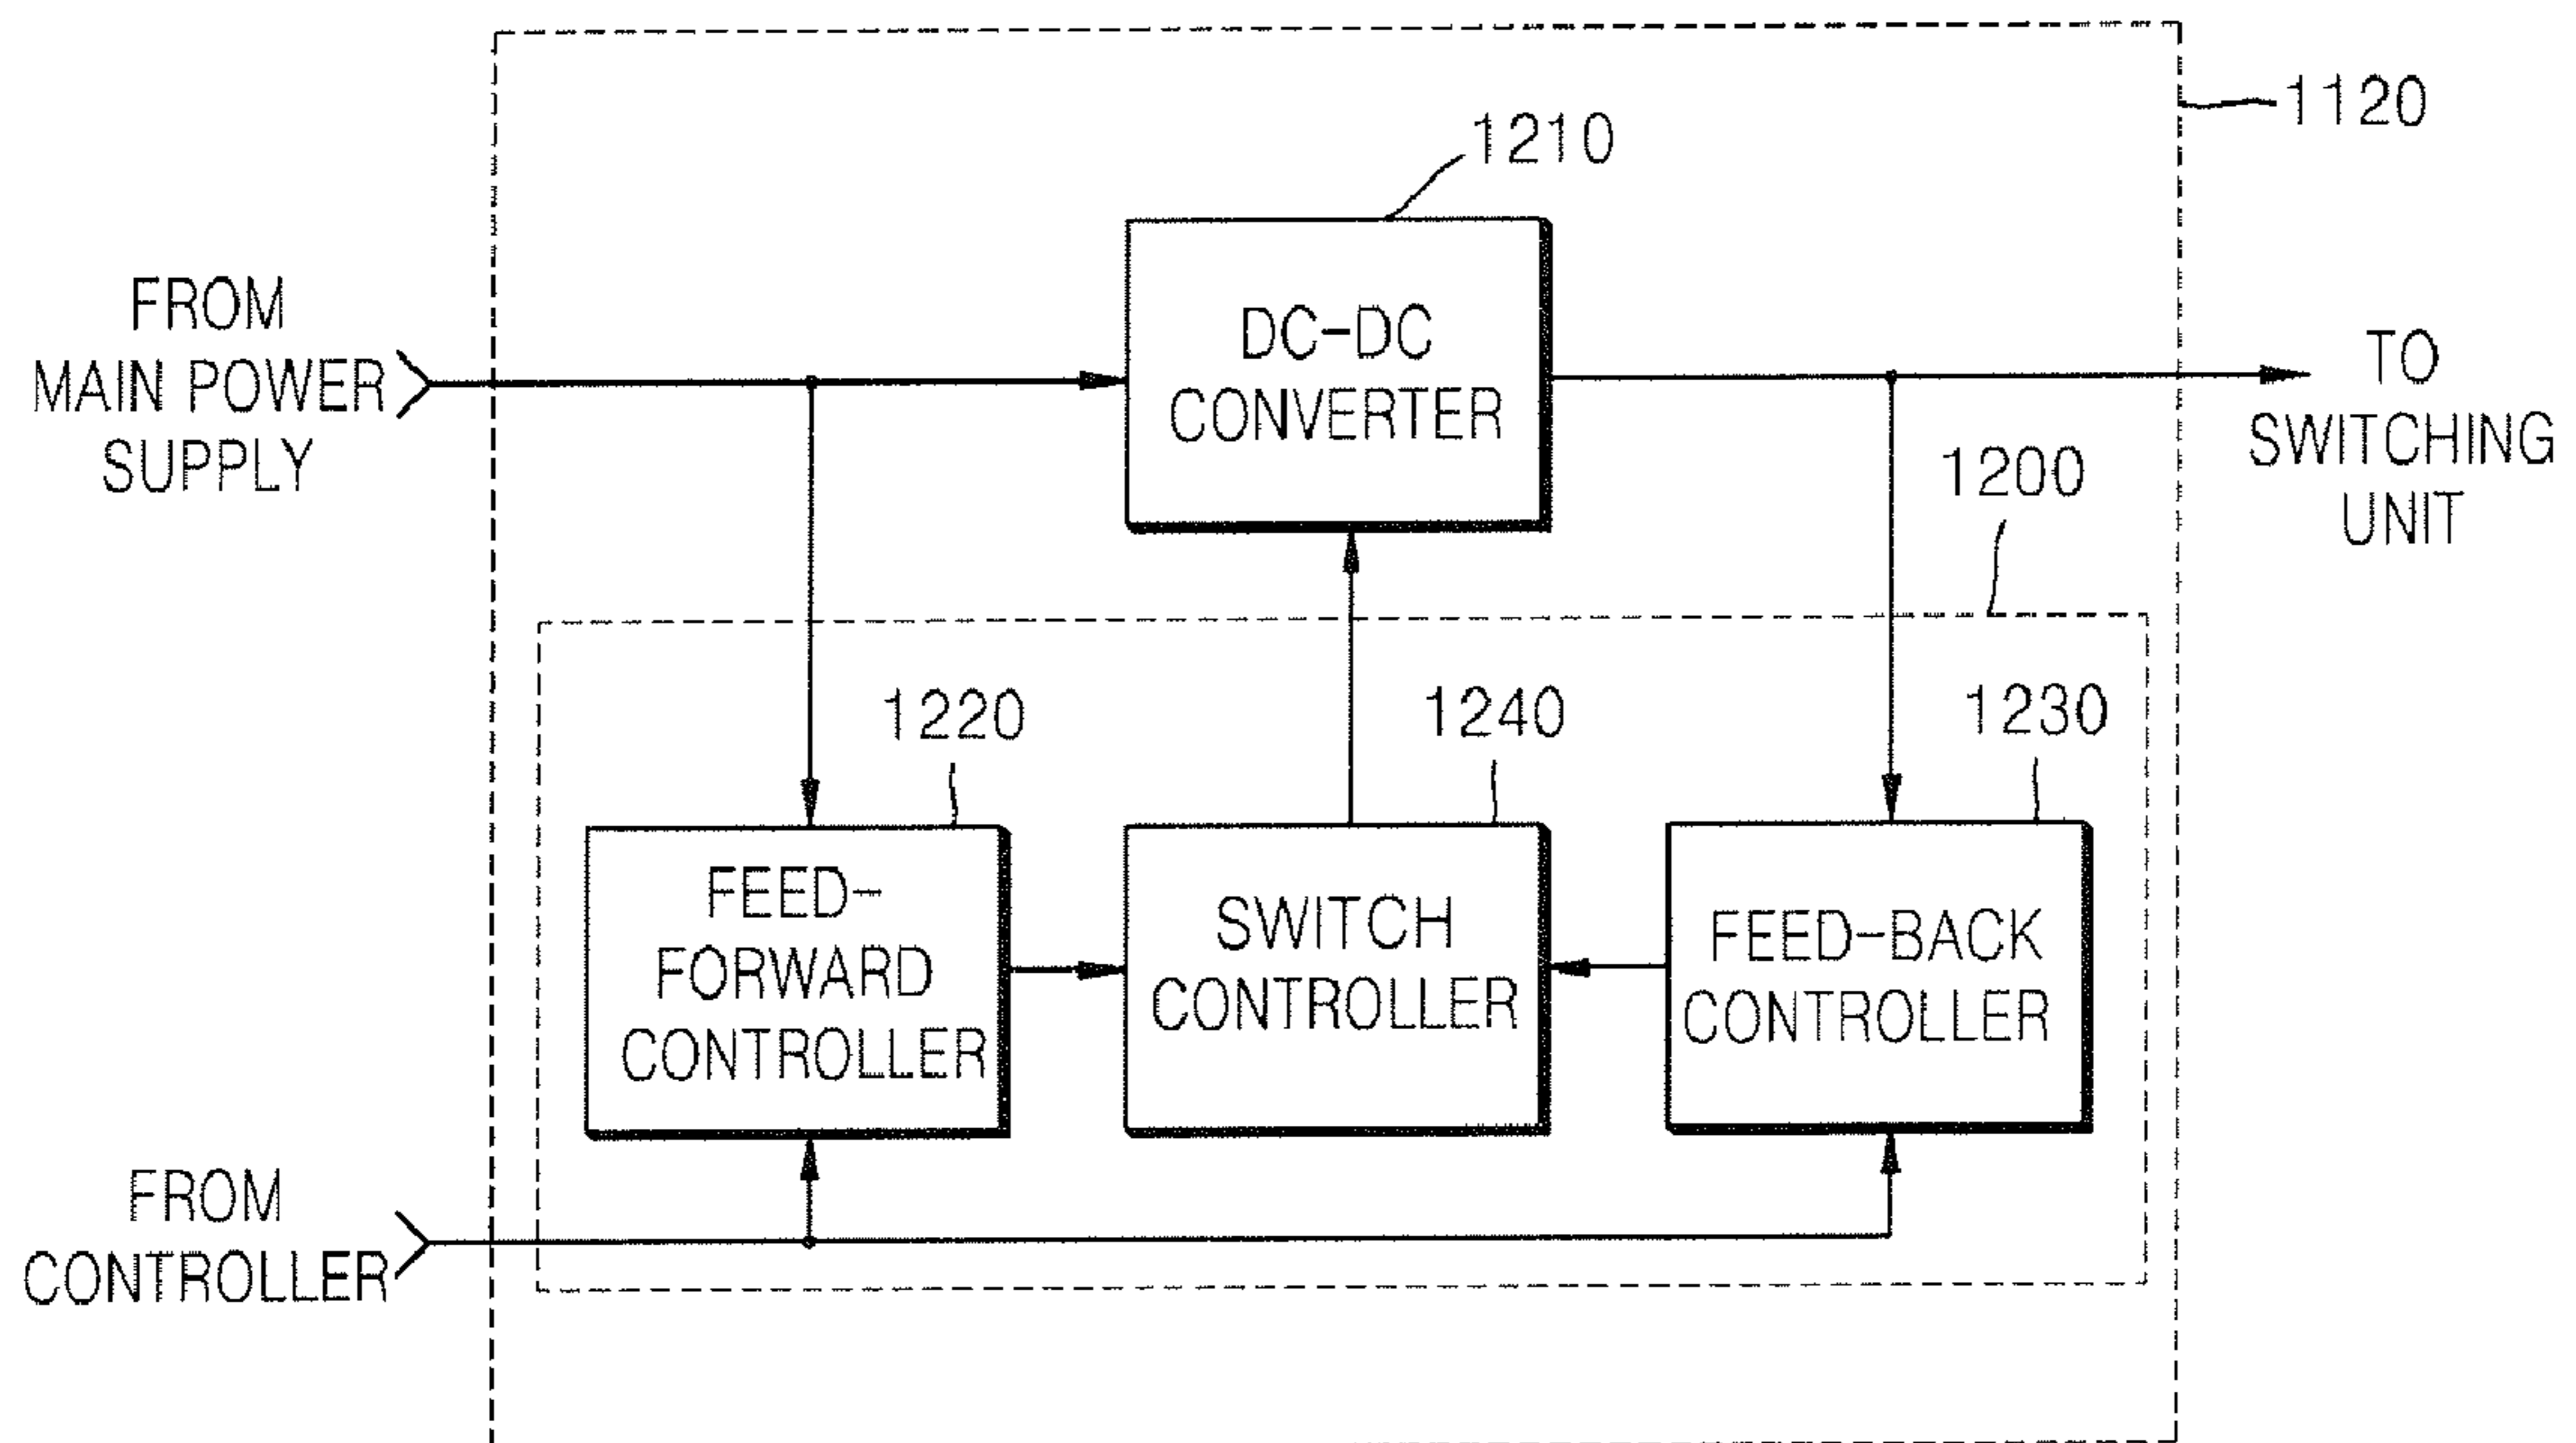 1120
1210
FROM
MAIN POWER
SUPPLY
DC-DC
CONVERTER
TO
SWITCHING
UNIT
1200
1220
1240
1230
FEED-
FORWARD
CONTROLLER
SWITCH
CONTROLLER
FEED-BACK
CONTROLLER
FROM
CONTROLLER